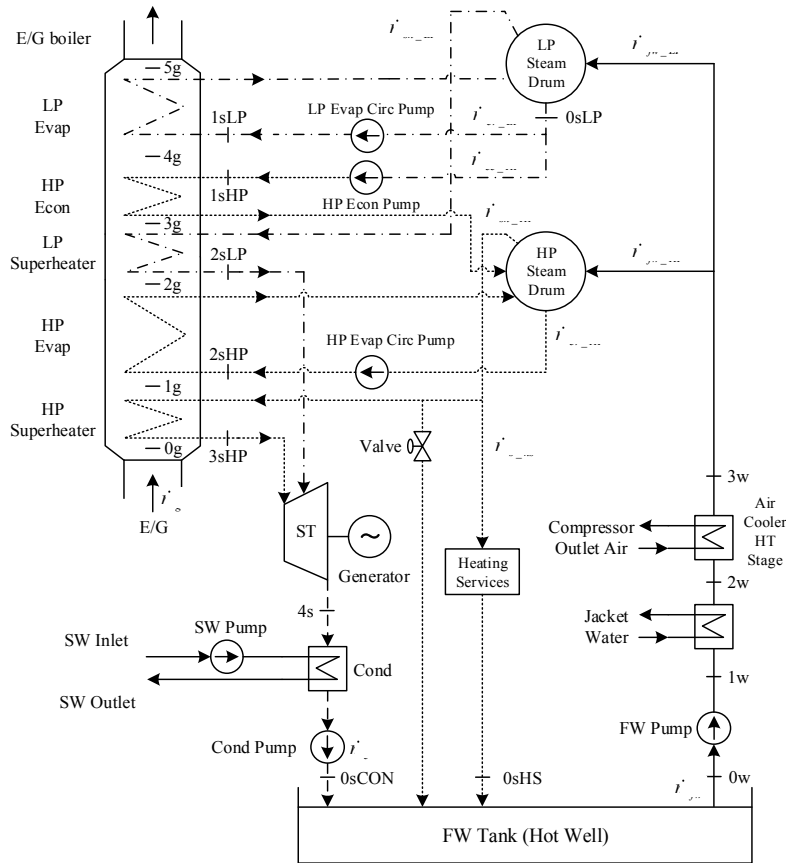 E/G boiler
5g
LP
Evap
1sLP
LP Evap Circ Pump
LP
Steam
Drum
0sLP
4g
HP
Econ
1sHP
HP Econ Pump
3g
LP
Superheater
2sLP
2g
HP
Steam
Drum
HP
Evap
2sHP
HP Evap Circ Pump
1g
HP
Superheater
0g
3sHP
E/G
Valve
ST
Generator
Heating
Services
3w
Compressor
Outlet Air
Air
Cooler
HT
Stage
2w
Jacket
Water
1w
4s
SW Inlet
SW Pump
Cond
SW Outlet
FW Pump
Cond Pump
0sCON
0sHS
0w
FW Tank (Hot Well)